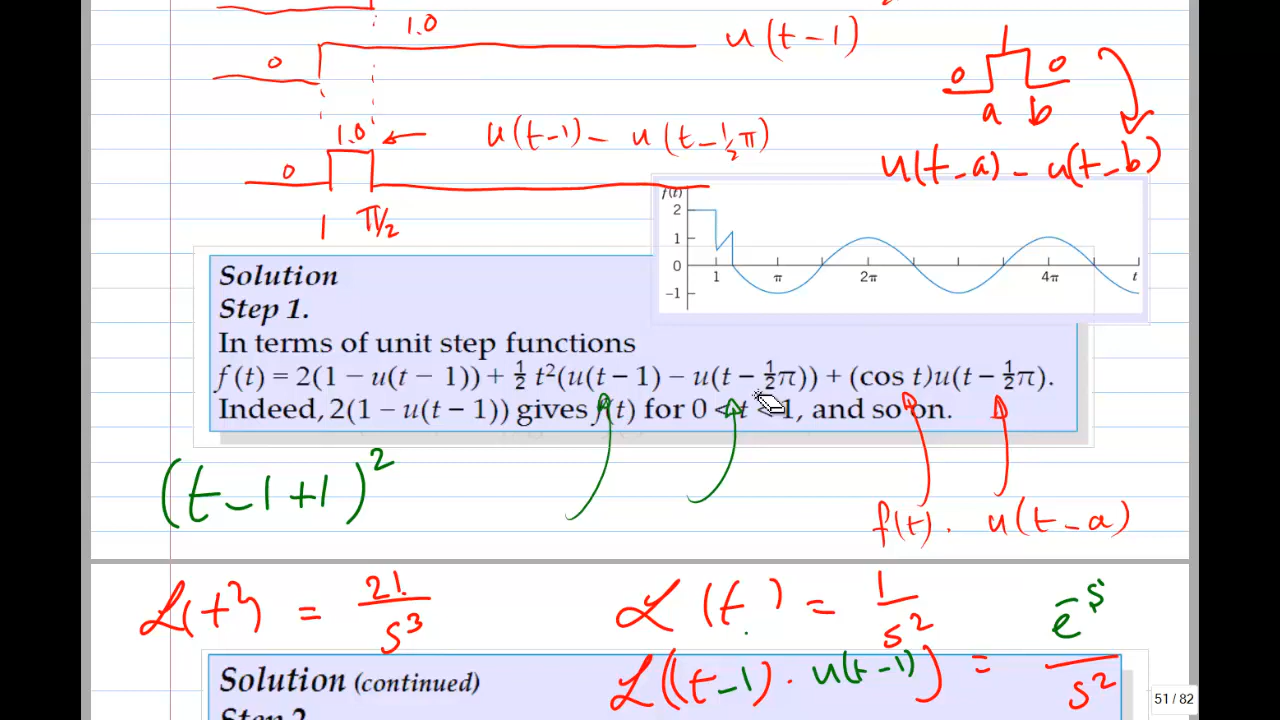 1.0
0
u(t-1)
1
0
0
a b
1.0
u(t-1) - u(t-½π)
u(t-a) - u(t-b)
0
1 π/2
f(t)
2
1
0
-1
1 π 2π 4π t
Solution
Step 1.
In terms of unit step functions
f (t) = 2(1 − u(t − 1)) + ½ t²(u(t − 1) − u(t − ½π)) + (cos t)u(t − ½π).
Indeed, 2(1 − u(t − 1)) gives f(t) for 0 < t < 1, and so on.
(t-1+1)²
f(t). u(t-a)
ℒ(t²) = 2!/s³
ℒ(t) = 1/s²
ℒ((t-1). u(t-1)) = e^-s/s²
Solution (continued)
Step 2
51 / 82